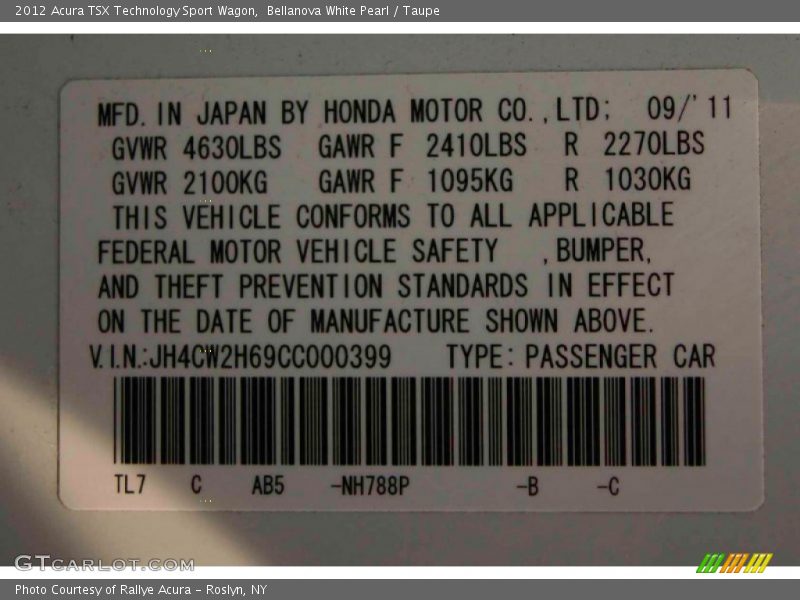 2012 Acura TSX Technology Sport Wagon,  Bellanova White Pearl / Taupe
MFD. IN JAPAN BY HONDA MOTOR CO.,LTD;  09/'11
GVWR 4630LBS  GAWR F 2410LBS  R 2270LBS
GVWR 2100KG  GAWR F 1095KG  R 1030KG
THIS VEHICLE CONFORMS TO ALL APPLICABLE
FEDERAL MOTOR VEHICLE SAFETY  ,BUMPER,
AND THEFT PREVENTION STANDARDS IN EFFECT
ON THE DATE OF MANUFACTURE SHOWN ABOVE.
V.I.N.:JH4CW2H69CC000399  TYPE: PASSENGER CAR
TL7  C  AB5  -NH788P  -B  -C
GTCARLOT.COM
Photo Courtesy of Rallye Acura - Roslyn, NY